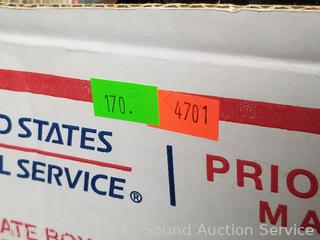 170.
4701
D STATES
L SERVICE®
PRIO
MA
ATE BOX
Sound Auction Service